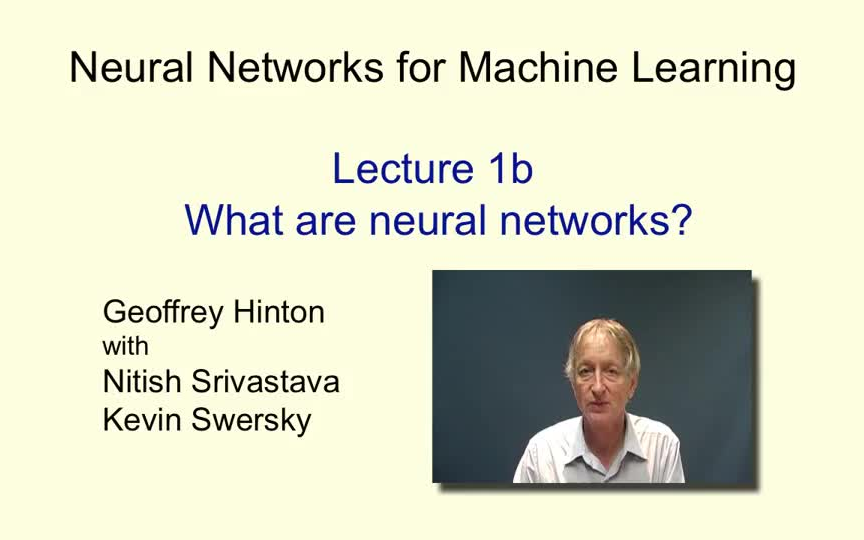 Neural Networks for Machine Learning
Lecture 1b
What are neural networks?
Geoffrey Hinton
with
Nitish Srivastava
Kevin Swersky